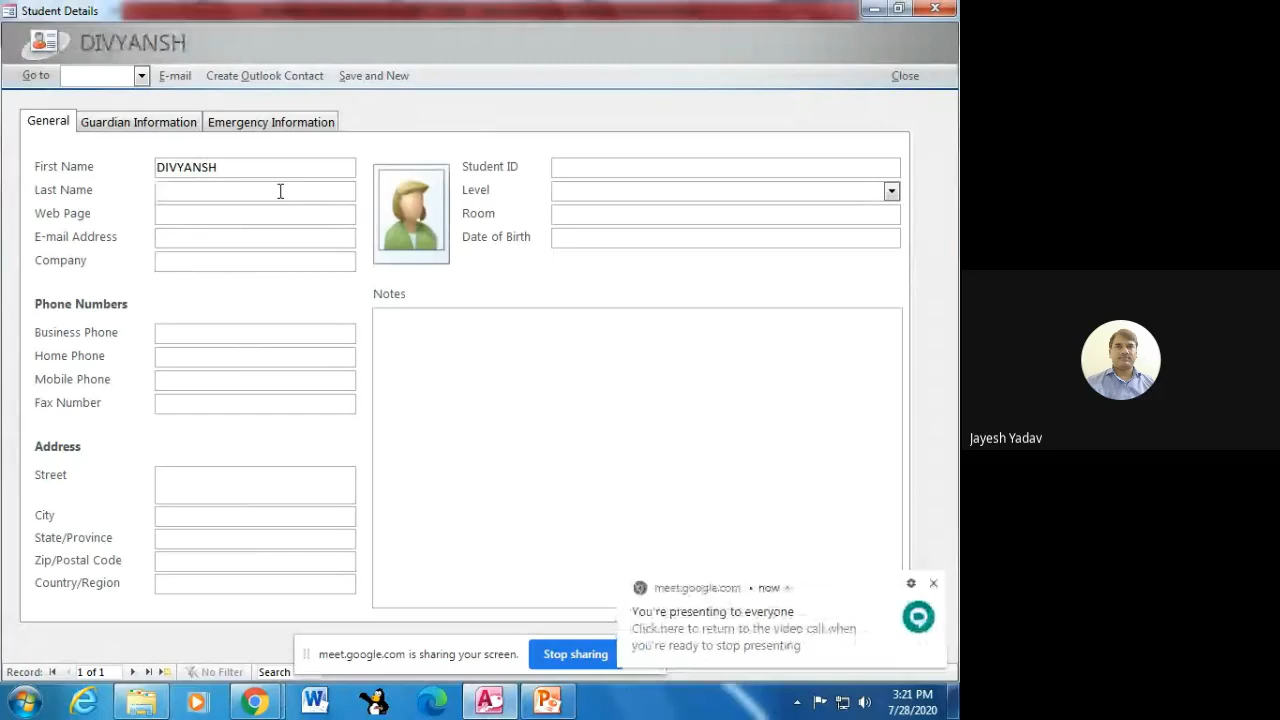 Student Details
DIVYANSH
Go to E-mail Create Outlook Contact Save and New Close
General Guardian Information Emergency Information
First Name DIVYANSH Student ID
Last Name Level
Web Page Room
E-mail Address Date of Birth
Company
Notes
Phone Numbers
Business Phone
Home Phone
Mobile Phone
Fax Number
Address
Street
City
State/Province
Zip/Postal Code
Country/Region
meet.google.com • now
You're presenting to everyone
Click here to return to the video call when
you're ready to stop presenting
meet.google.com is sharing your screen. Stop sharing
Record: 1 of 1 No Filter Search
3:21 PM
7/28/2020
Jayesh Yadav